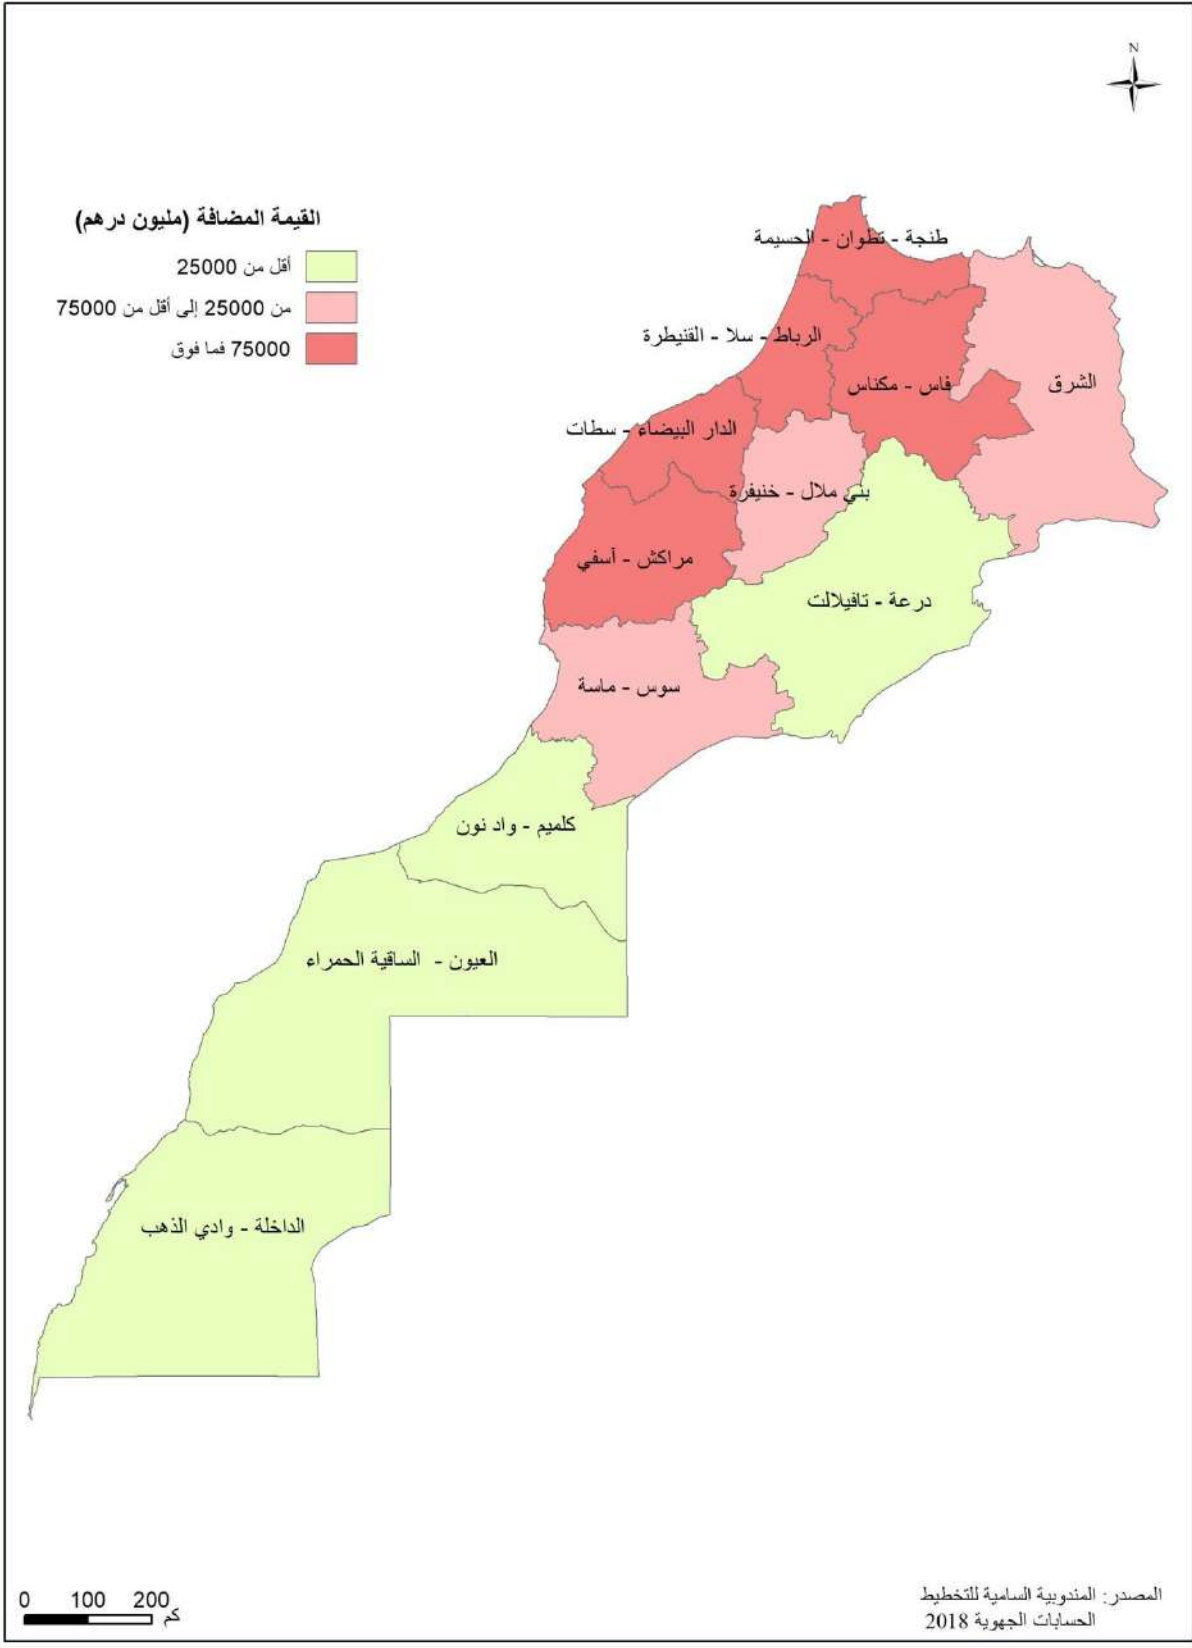 N
القيمة المضافة (مليون درهم)
أقل من 25000
من 25000 إلى أقل من 75000
75000 فما فوق
طنجة - تطوان - الحسيمة
الرباط - سلا - القنيطرة
فاس - مكناس
الشرق
الدار البيضاء - سطات
بني ملال - خنيفرة
مراكش - آسفي
درعة - تافيلالت
سوس - ماسة
كلميم - واد نون
العيون - الساقية الحمراء
الداخلة - وادي الذهب
0 100 200
كم
المصدر: المندوبية السامية للتخطيط
الحسابات الجهوية 2018